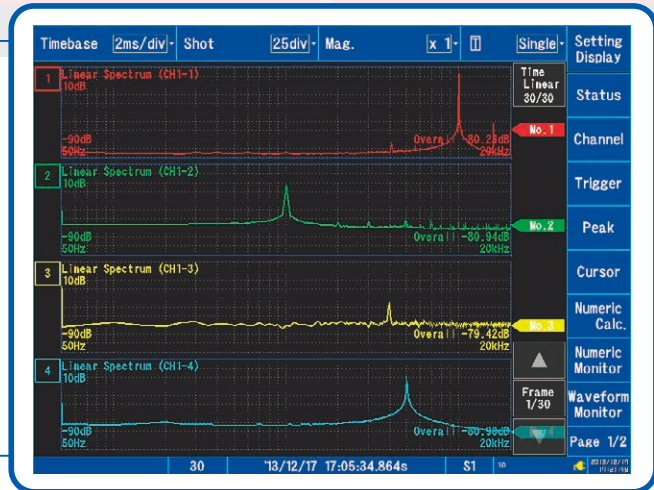 Timebase 2ms/div Shot 25div Mag. x 1 Single Setting Display
1 Linear Spectrum (CH1-1)
10dB
Time Linear 30/30
Status
-90dB
50Hz
Overall -80.23dB
20kHz
No.1
Channel
2 Linear Spectrum (CH1-2)
10dB
Trigger
-90dB
50Hz
Overall -80.94dB
20kHz
No.2
Peak
3 Linear Spectrum (CH1-3)
10dB
Cursor
-90dB
50Hz
Overall -79.42dB
20kHz
No.3
Numeric Calc.
4 Linear Spectrum (CH1-4)
10dB
Numeric Monitor
Frame 1/30
Waveform Monitor
-90dB
50Hz
Overall
20kHz
Page 1/2
30 '13/12/17 17:05:34.864s S1